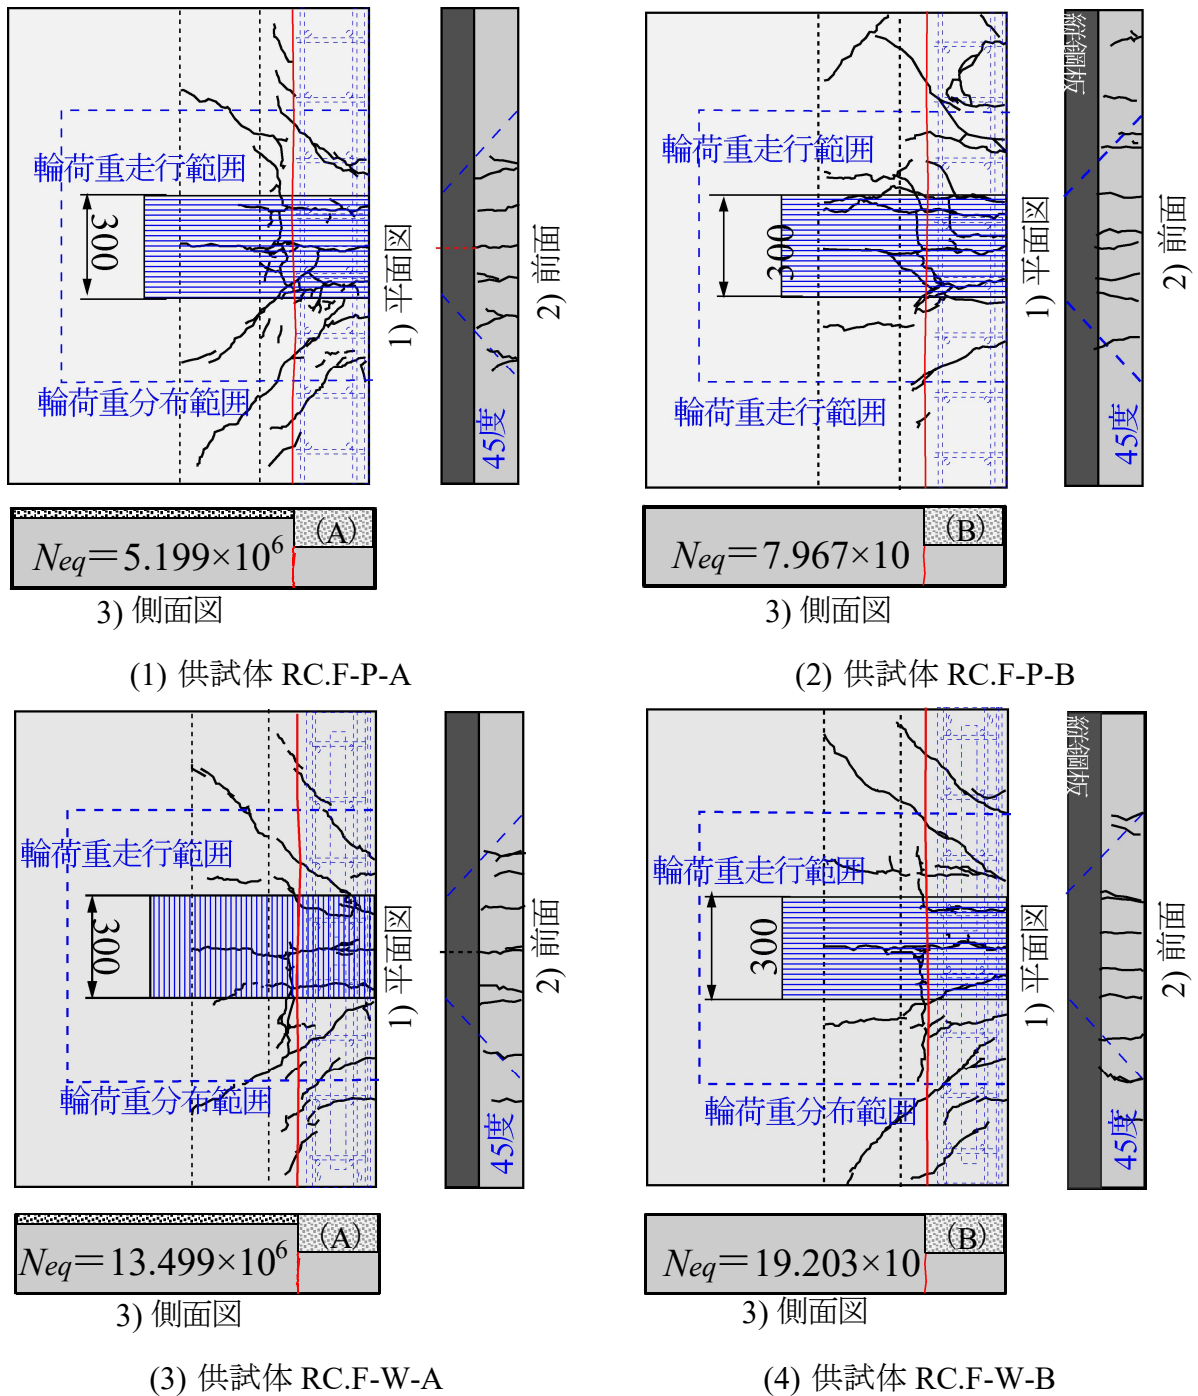 輪荷重走行範囲
300
輪荷重分布範囲
1) 平面図
45度
2) 前面
(A)
Neq＝5.199×10⁶
3) 側面図
(1) 供試体 RC.F-P-A
輪荷重走行範囲
300
輪荷重走行範囲
1) 平面図
鋼板
45度
2) 前面
(B)
Neq＝7.967×10
3) 側面図
(2) 供試体 RC.F-P-B
輪荷重走行範囲
300
輪荷重分布範囲
1) 平面図
45度
2) 前面
(A)
Neq＝13.499×10⁶
3) 側面図
(3) 供試体 RC.F-W-A
輪荷重走行範囲
300
輪荷重分布範囲
1) 平面図
鋼板
45度
2) 前面
(B)
Neq＝19.203×10
3) 側面図
(4) 供試体 RC.F-W-B